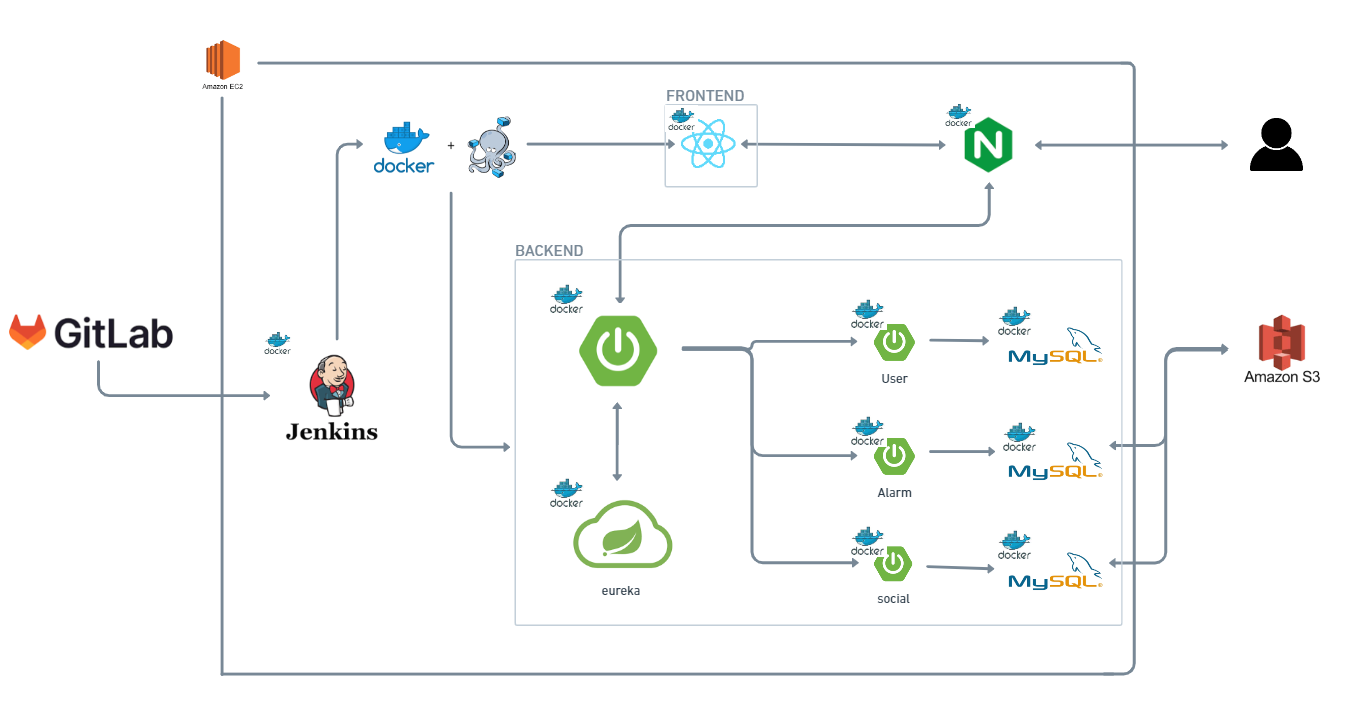 Amazon EC2
FRONTEND
docker
docker
docker
+
N
BACKEND
docker
docker
docker
GitLab
docker
MySQL®
Amazon S3
User
Jenkins
docker
docker
MySQL®
Alarm
docker
docker
docker
MySQL®
eureka
social